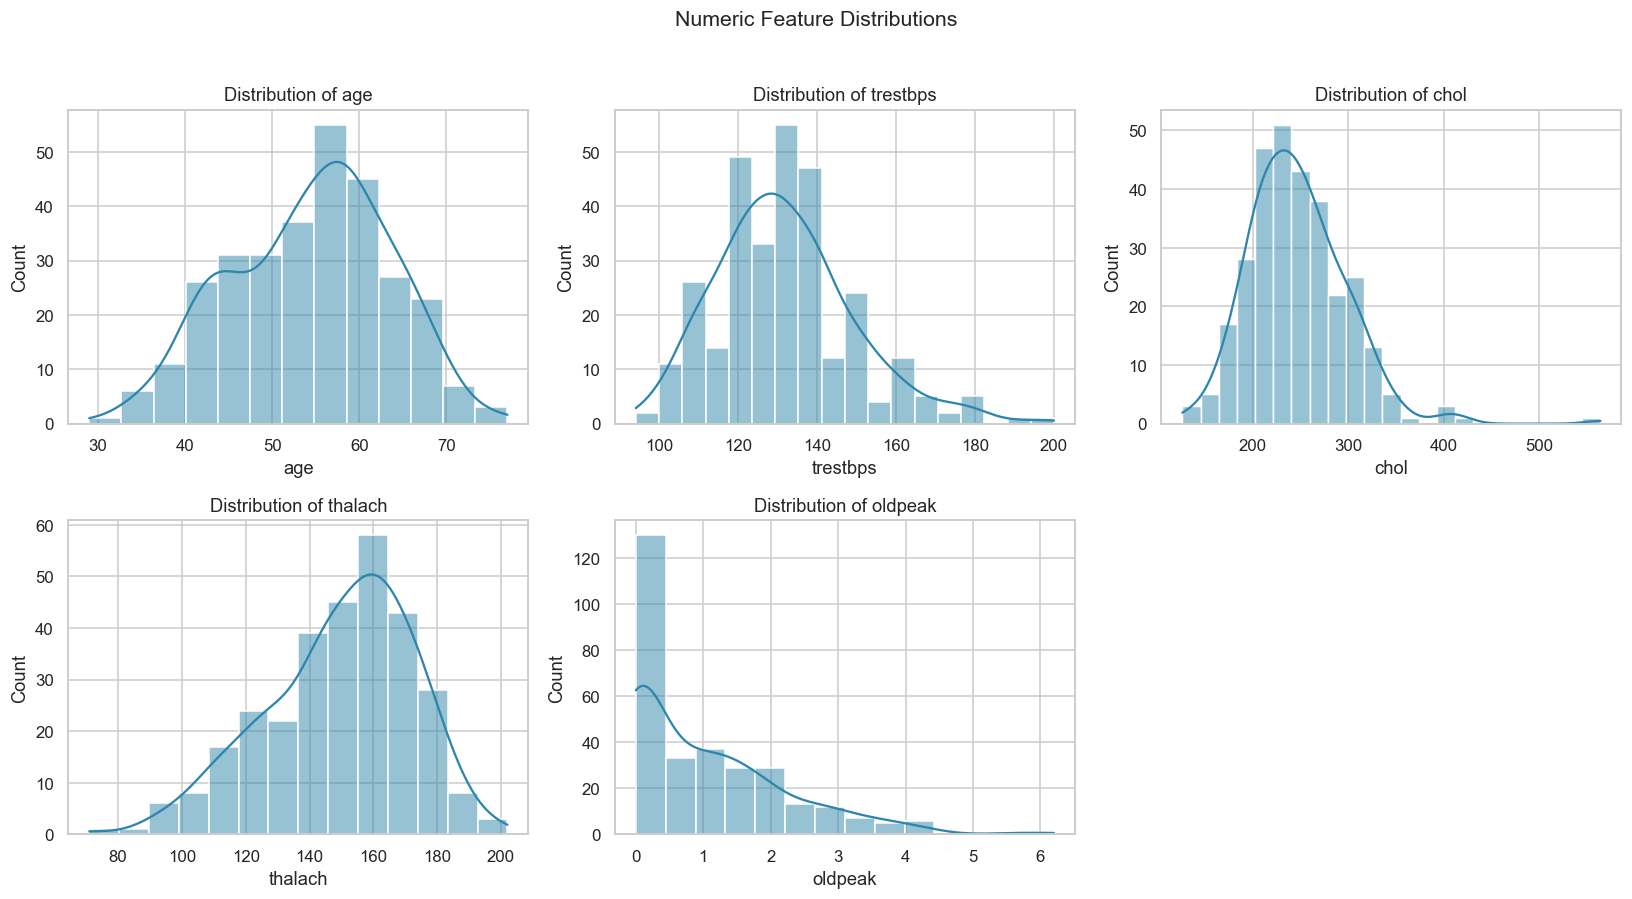 Numeric Feature Distributions
Distribution of age
50
40
30
20
10
0
Count
30 40 50 60 70
age
Distribution of trestbps
50
40
30
20
10
0
Count
100 120 140 160 180 200
trestbps
Distribution of chol
50
40
30
20
10
0
Count
200 300 400 500
chol
Distribution of thalach
60
50
40
30
20
10
0
Count
80 100 120 140 160 180 200
thalach
Distribution of oldpeak
120
100
80
60
40
20
0
Count
0 1 2 3 4 5 6
oldpeak